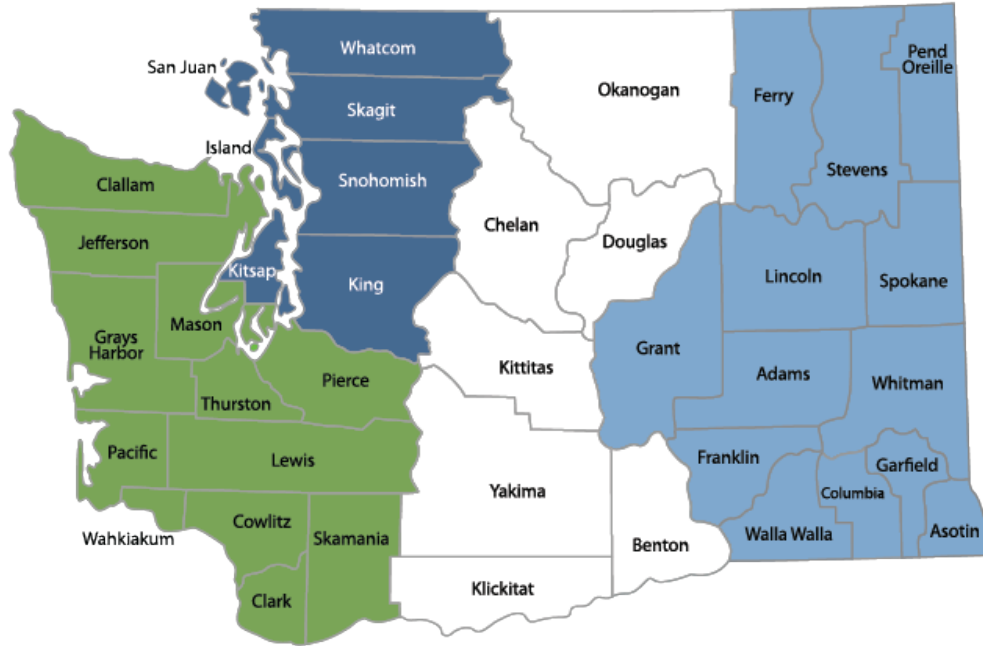 Whatcom
San Juan
Skagit
Island
Snohomish
Clallam
Jefferson
Kitsap
King
Mason
Grays
Harbor
Thurston
Pierce
Pacific
Lewis
Wahkiakum
Cowlitz
Skamania
Clark
Okanogan
Chelan
Douglas
Kittitas
Yakima
Klickitat
Benton
Ferry
Stevens
Pend
Oreille
Lincoln
Spokane
Grant
Adams
Whitman
Franklin
Walla Walla
Columbia
Garfield
Asotin